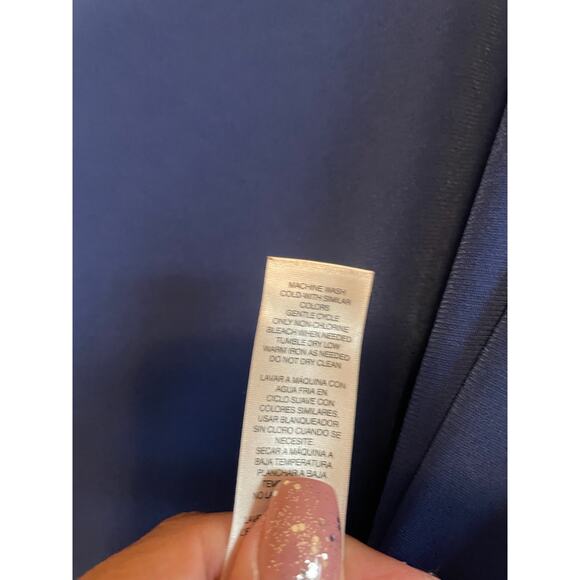 MACHINE WASH
COLD-WITH SIMILAR
COLORS
GENTLE CYCLE
ONLY NON-CHLORINE
BLEACH WHEN NEEDED
TUMBLE DRY LOW
WARM IRON AS NEEDED
DO NOT DRY CLEAN
LAVAR A MÁQUINA CON
AGUA FRIA EN
CICLO SUAVE CON
COLORES SIMILARES.
USAR BLANQUEADOR
SIN CLORO CUANDO SE
NECESITE.
SECAR A MÁQUINA A
BAJA TEMPERATURA
PLANCHAR A BAJA
NO